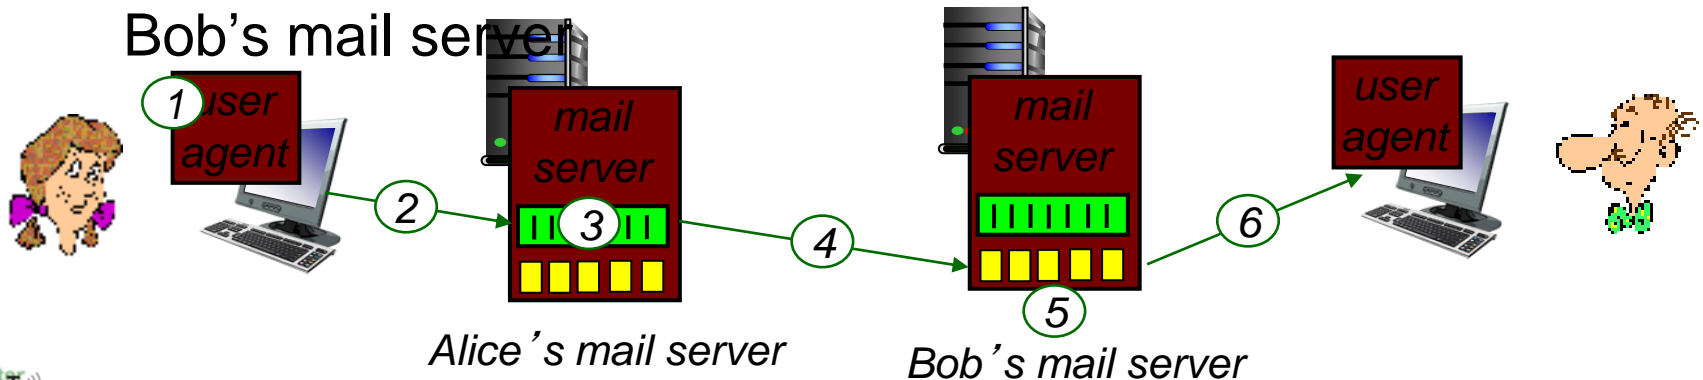 Bob's mail server
1
user
agent
2
mail
server
3
4
mail
server
5
6
user
agent
Alice's mail server
Bob's mail server